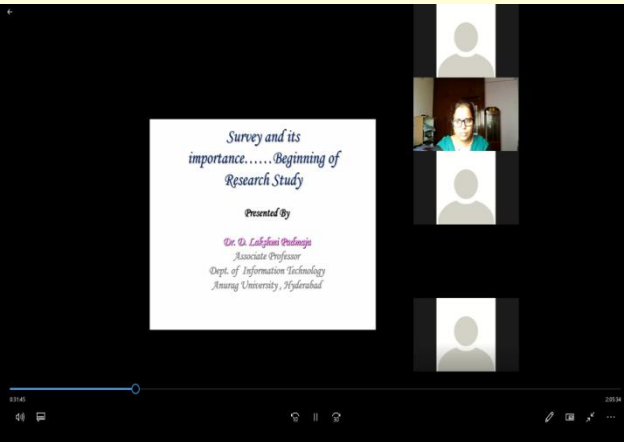 Survey and its
importance......Beginning of
Research Study
Presented By
Dr. D. Lakshmi Padmaja
Associate Professor
Dept. of Information Technology
Anurag University , Hyderabad
0:31:45
2:05:34